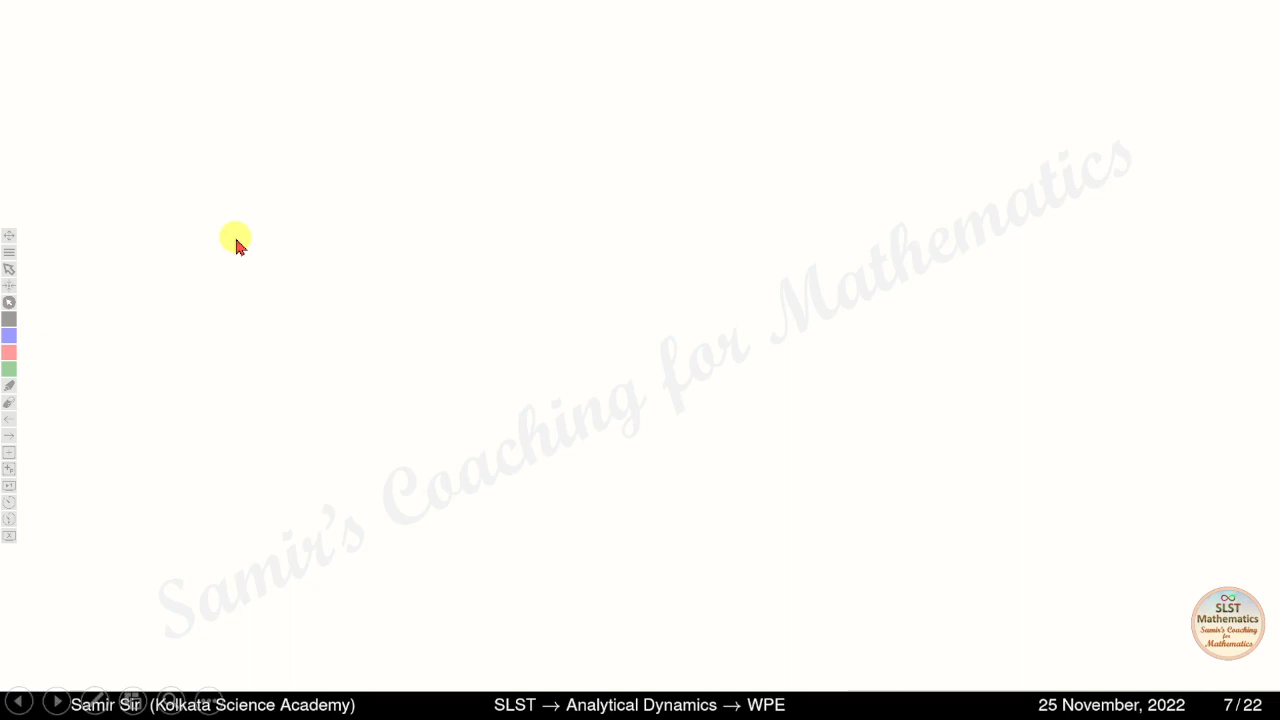 Samir's Coaching for Mathematics
SLST
Mathematics
Samir's Coaching
for
Mathematics
Samir Sir (Kolkata Science Academy) SLST → Analytical Dynamics → WPE 25 November, 2022 7 / 22